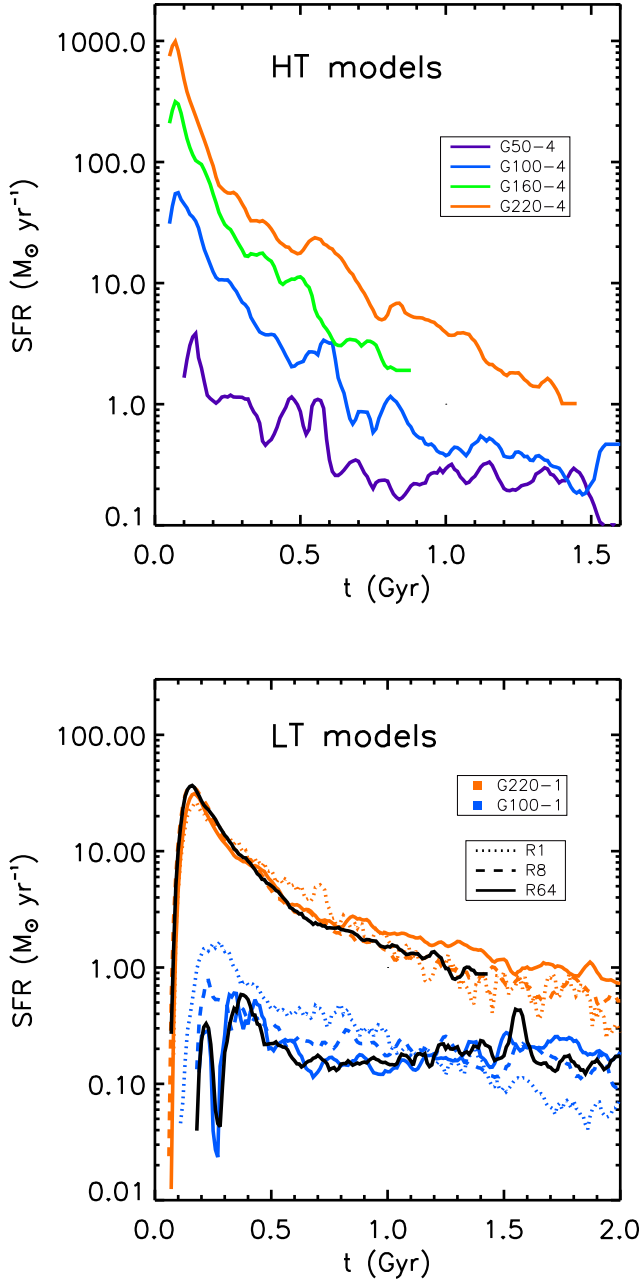 HT models
1000.0
100.0
10.0
1.0
0.1
SFR (M⊙ yr⁻¹)
G50-4
G100-4
G160-4
G220-4
0.0 0.5 1.0 1.5
t (Gyr)
LT models
100.00
10.00
1.00
0.10
0.01
SFR (M⊙ yr⁻¹)
G220-1
G100-1
R1
R8
R64
0.0 0.5 1.0 1.5 2.0
t (Gyr)